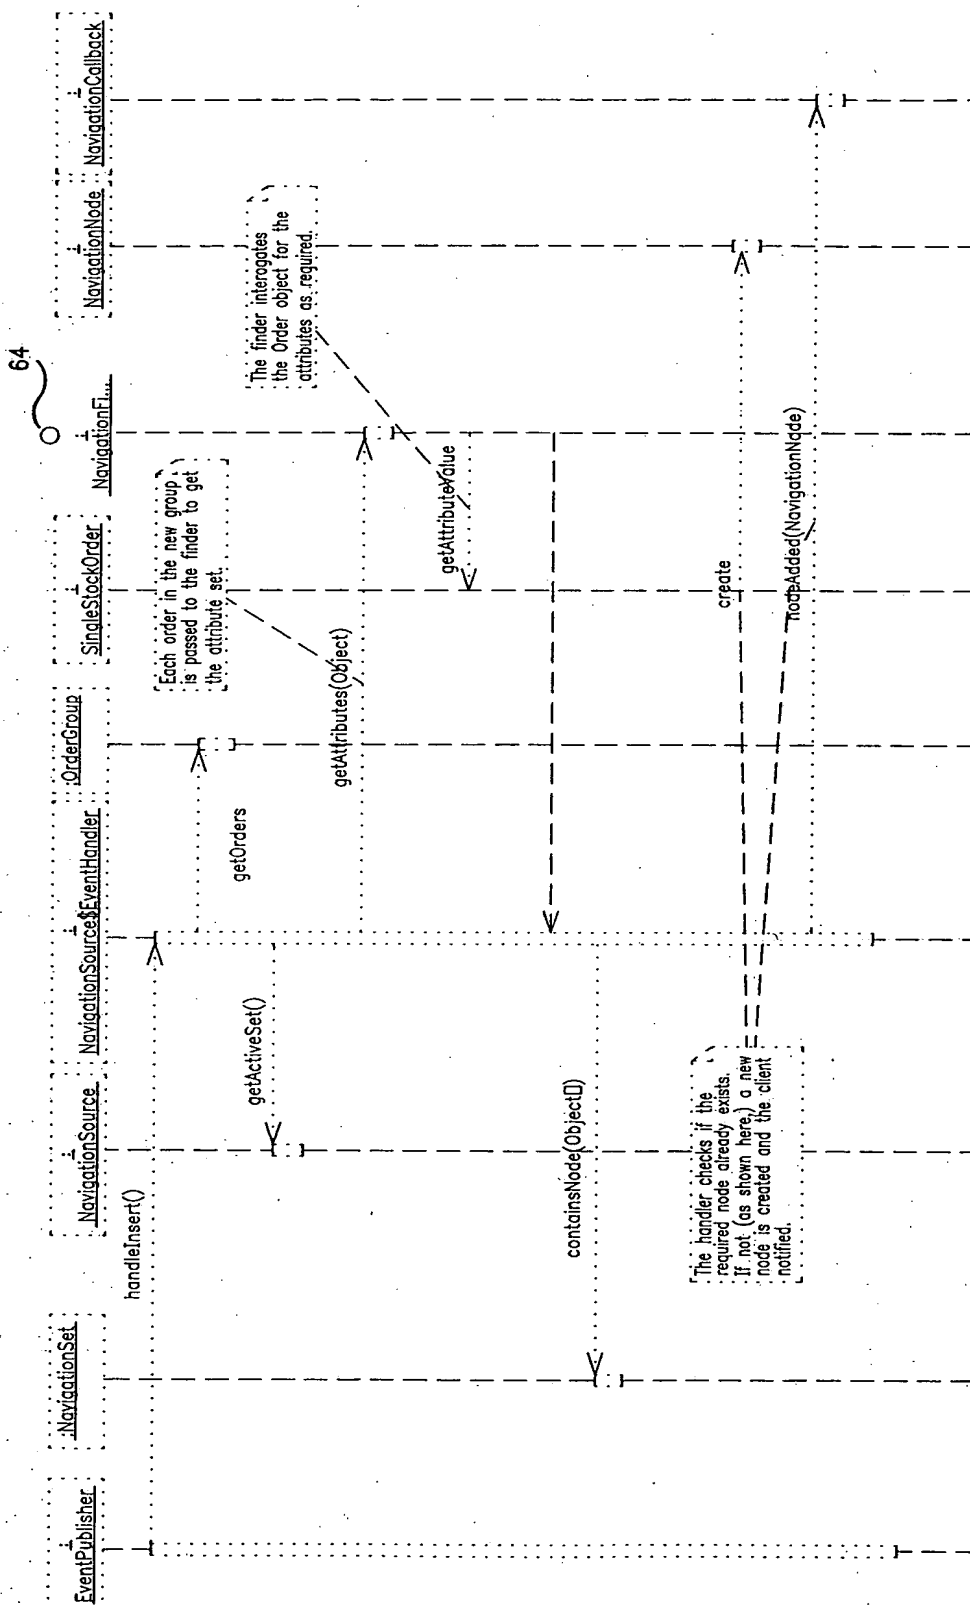 64
EventPublisher
:NavigationSet
NavigationSource
NavigationSource$EventHandler
:OrderGroup
SingleStockOrder
NavigationFi...
NavigationNode
NavigationCallback
handleInsert()
getOrders
Each order in the new group
is passed to the finder to get
the attribute set.
The finder interogates
the Order object for the
attributes as required.
getActiveSet()
getAttributes(Object)
getAttributeValue
containsNode(Object[])
The handler checks if the
required node already exists.
If not (as shown here,) a new
node is created and the client
notified.
create
nodeAdded(NavigationNode)